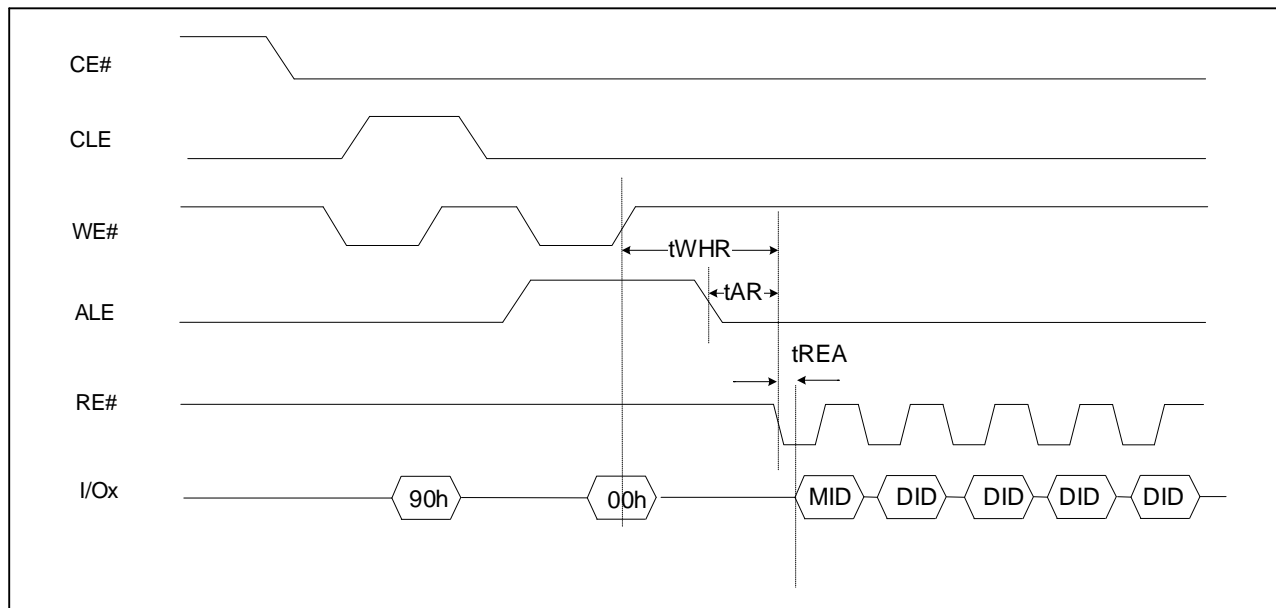 CE#
CLE
WE#
tWHR
tAR
ALE
tREA
RE#
I/Ox
90h
00h
MID
DID
DID
DID
DID